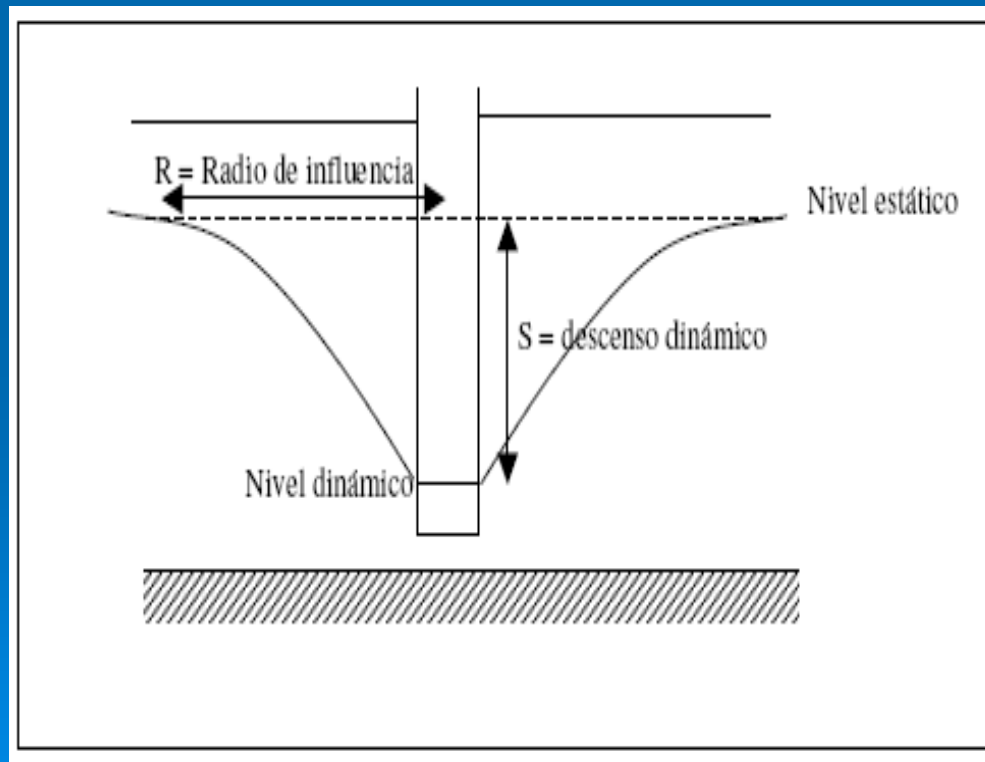 R = Radio de influencia
Nivel estático
S = descenso dinámico
Nivel dinámico